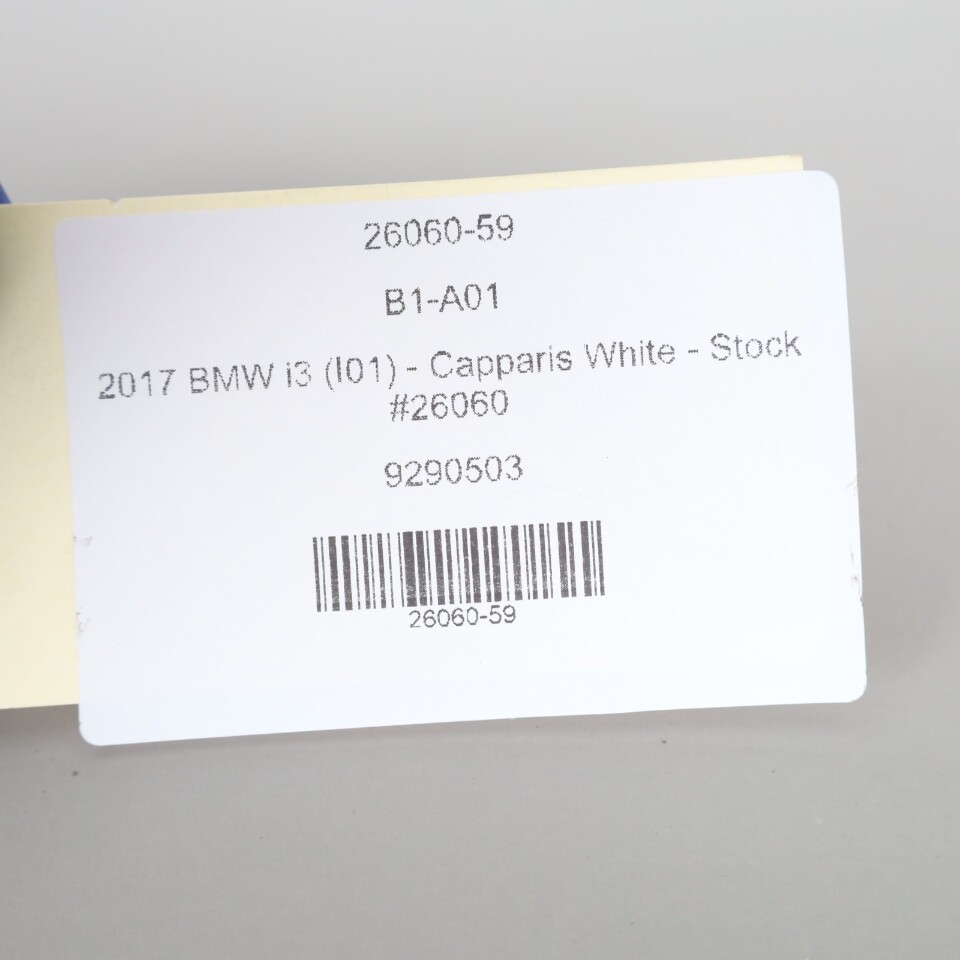 26060-59
B1-A01
2017 BMW i3 (I01) - Capparis White - Stock
#26060
9290503
26060-59